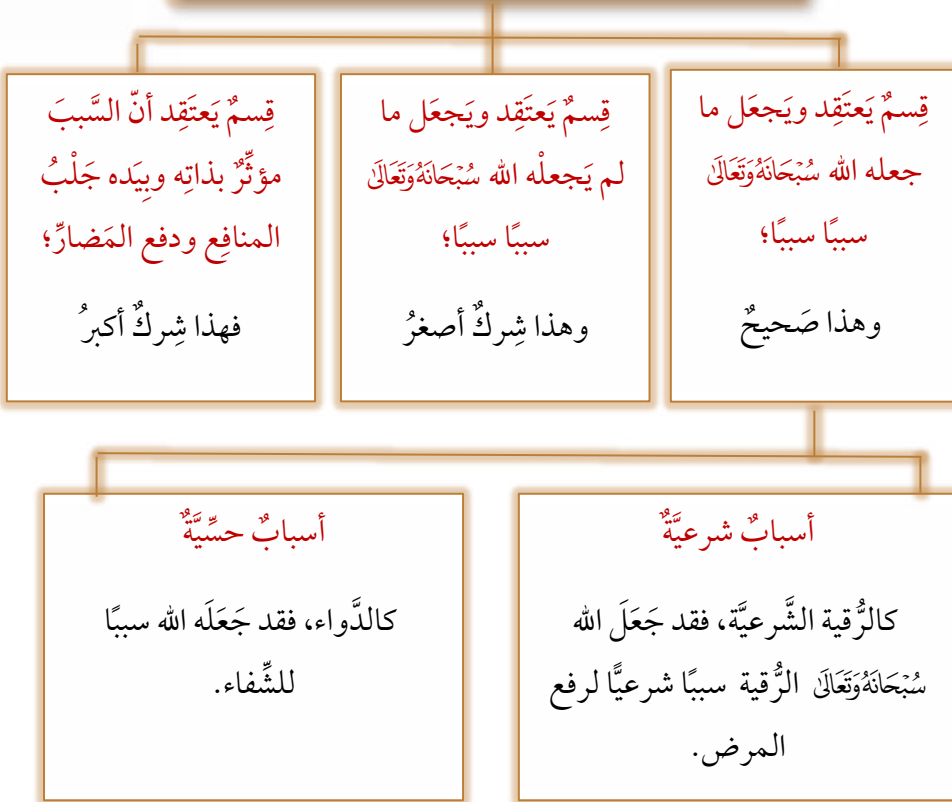 قِسمٌ يَعتَقِد ويَجعَل ما
جعله الله سُبْحَانَهُوَتَعَالَىٰ
سببًا سببًا؛
وهذا صَحيحٌ
قِسمٌ يَعتَقِد ويَجعَل ما
لم يَجعلْه الله سُبْحَانَهُوَتَعَالَىٰ
سببًا سببًا؛
وهذا شِركٌ أصغرُ
قِسمٌ يَعتَقِد أنّ السَّببَ
مؤثِّرٌ بذاتِه وبِيَده جَلْبُ
المنافِع ودفع المَضارِّ؛
فهذا شِركٌ أكبرُ
أسبابٌ شرعيَّةٌ
كالرُّقية الشَّرعيَّة، فقد جَعَلَ الله
سُبْحَانَهُوَتَعَالَىٰ الرُّقية سببًا شرعيًّا لرفع
المرض.
أسبابٌ حسِّيَّةٌ
كالدَّواء، فقد جَعَلَه الله سببًا
للشِّفاء.